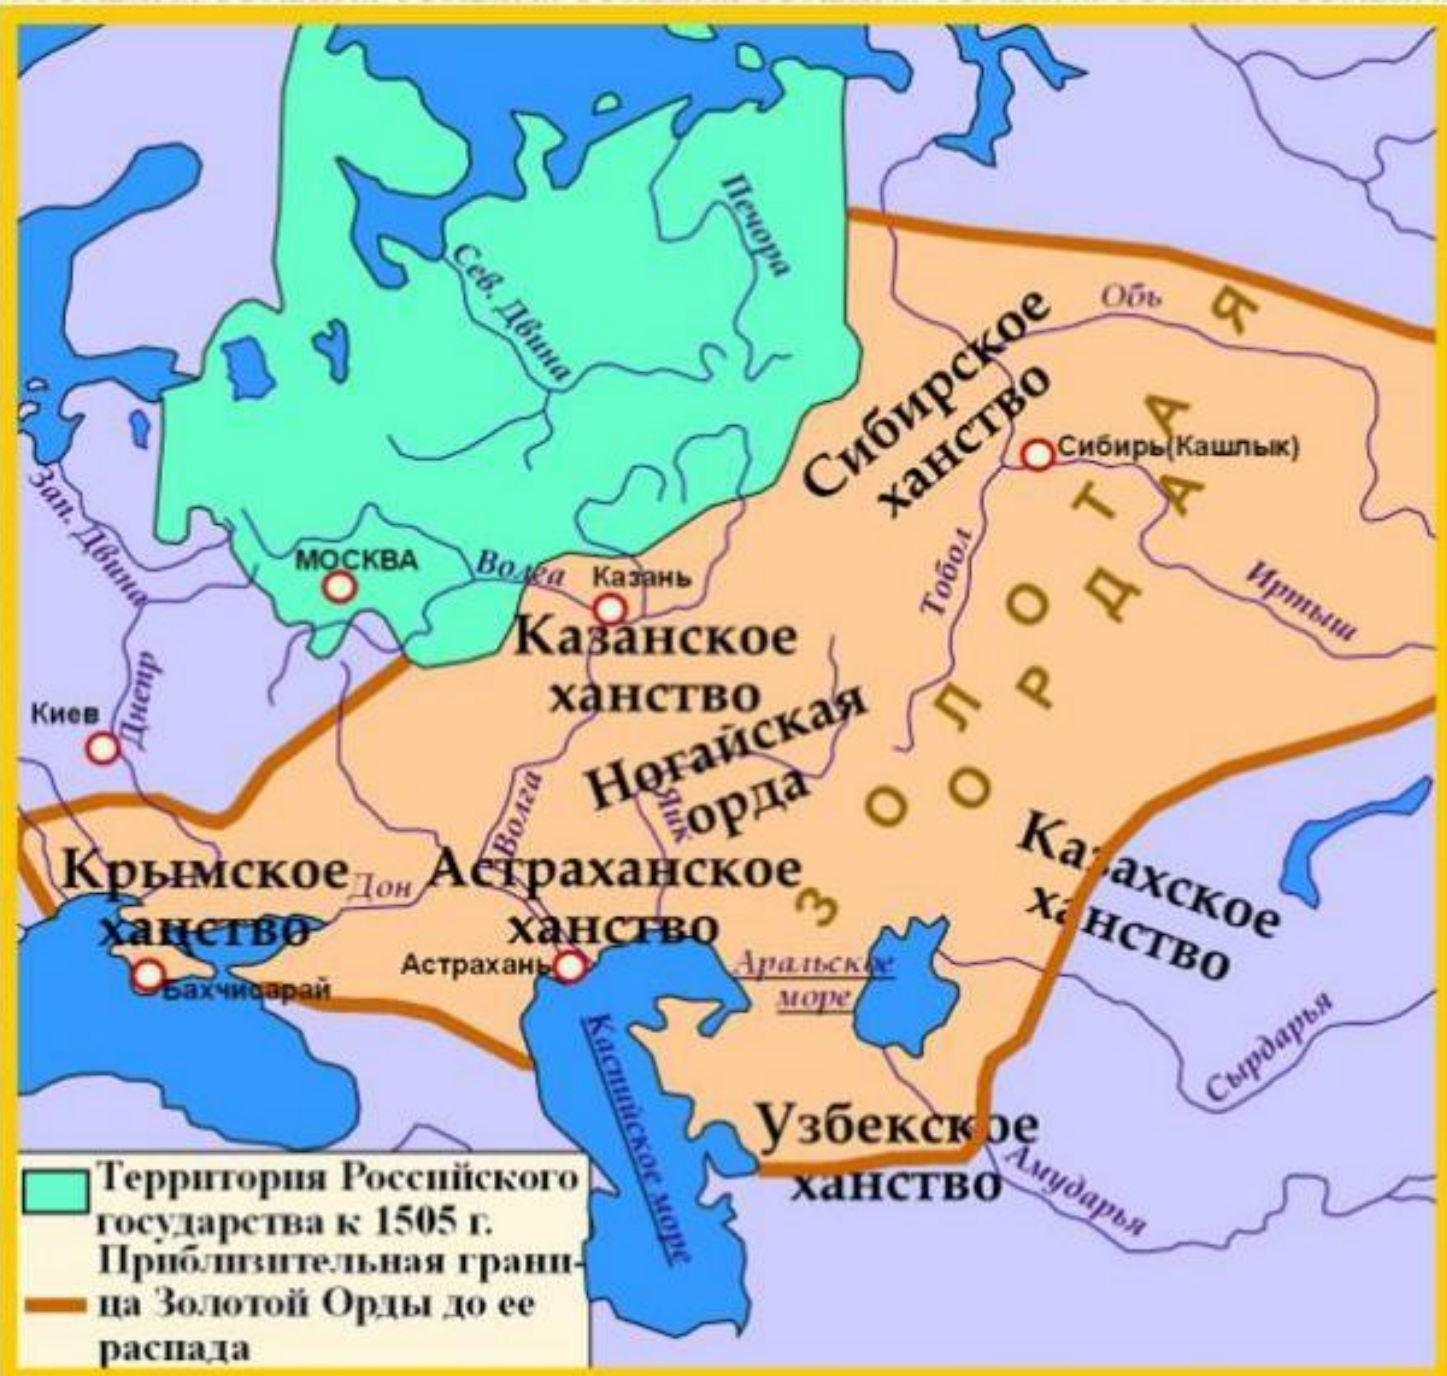 Печора
Сев. Двина
Обь
Сибирское
ханство
Сибирь(Кашлык)
ЗОЛОТАЯ
ОРДА
Зап. Двина
МОСКВА
Волга
Казань
Казанское
ханство
Тобол
Иртыш
Киев
Днепр
Ногайская
орда
Яик
Волга
Крымское
ханство
Дон
Астраханское
ханство
Казахское
ханство
Астрахань
Бахчисарай
Аральское
море
Каспийское море
Сырдарья
Узбекское
ханство
Амударья
Территория Российского
государства к 1505 г.
Приблизительная грани-
ца Золотой Орды до ее
распада